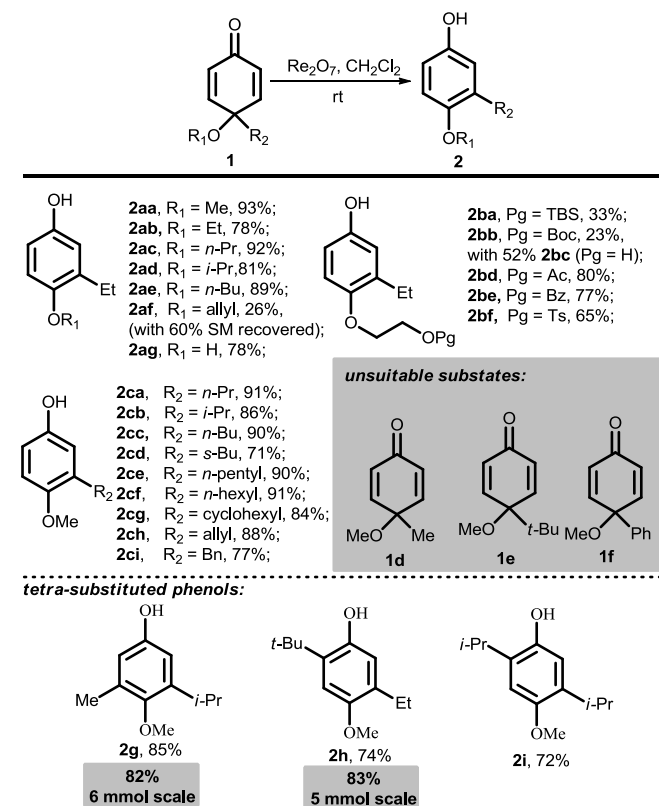 O
OH
Re2O7, CH2Cl2
rt
R1O R2
R2
OR1
1
2
OH
Et
OR1
2aa, R1 = Me, 93%;
2ab, R1 = Et, 78%;
2ac, R1 = n-Pr, 92%;
2ad, R1 = i-Pr,81%;
2ae, R1 = n-Bu, 89%;
2af, R1 = allyl, 26%,
(with 60% SM recovered);
2ag, R1 = H, 78%;
OH
Et
O
OPg
2ba, Pg = TBS, 33%;
2bb, Pg = Boc, 23%,
with 52% 2bc (Pg = H);
2bd, Pg = Ac, 80%;
2be, Pg = Bz, 77%;
2bf, Pg = Ts, 65%;
OH
R2
OMe
2ca, R2 = n-Pr, 91%;
2cb, R2 = i-Pr, 86%;
2cc, R2 = n-Bu, 90%;
2cd, R2 = s-Bu, 71%;
2ce, R2 = n-pentyl, 90%;
2cf, R2 = n-hexyl, 91%;
2cg, R2 = cyclohexyl, 84%;
2ch, R2 = allyl, 88%;
2ci, R2 = Bn, 77%;
unsuitable substates:
O
MeO Me
1d
O
MeO t-Bu
1e
O
MeO Ph
1f
tetra-substituted phenols:
OH
Me i-Pr
OMe
2g, 85%
82%
6 mmol scale
OH
t-Bu
Et
OMe
2h, 74%
83%
5 mmol scale
OH
i-Pr
i-Pr
OMe
2i, 72%